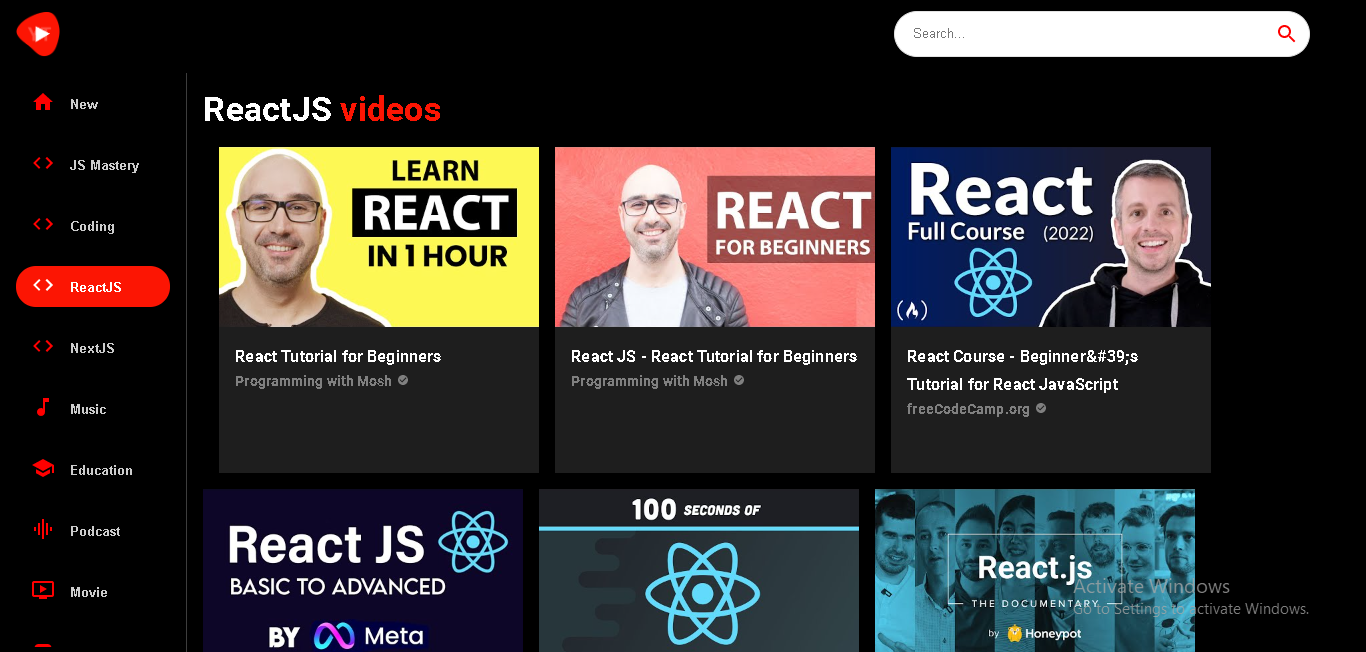 Search...
New
JS Mastery
Coding
ReactJS
NextJS
Music
Education
Podcast
Movie
ReactJS videos
LEARN
REACT
IN 1 HOUR
React Tutorial for Beginners
Programming with Mosh
REACT
FOR BEGINNERS
React JS - React Tutorial for Beginners
Programming with Mosh
React
Full Course (2022)
React Course - Beginner&#39;s
Tutorial for React JavaScript
freeCodeCamp.org
React JS
BASIC TO ADVANCED
BY Meta
100 SECONDS OF
React.js
THE DOCUMENTARY
by Honeypot
Activate Windows
Go to Settings to activate Windows.